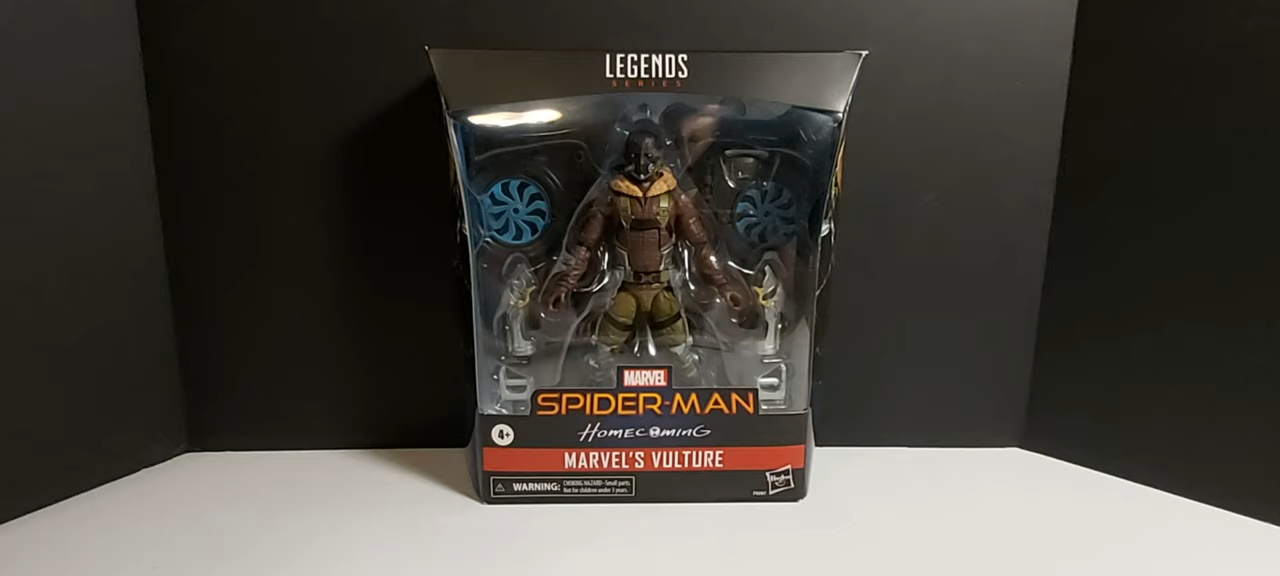 LEGENDS
SERIES
MARVEL
SPIDER-MAN
HOMECOMING
4+
MARVEL'S VULTURE
WARNING: CHOKING HAZARD-Small parts.
Not for children under 3 years.
Hasbro